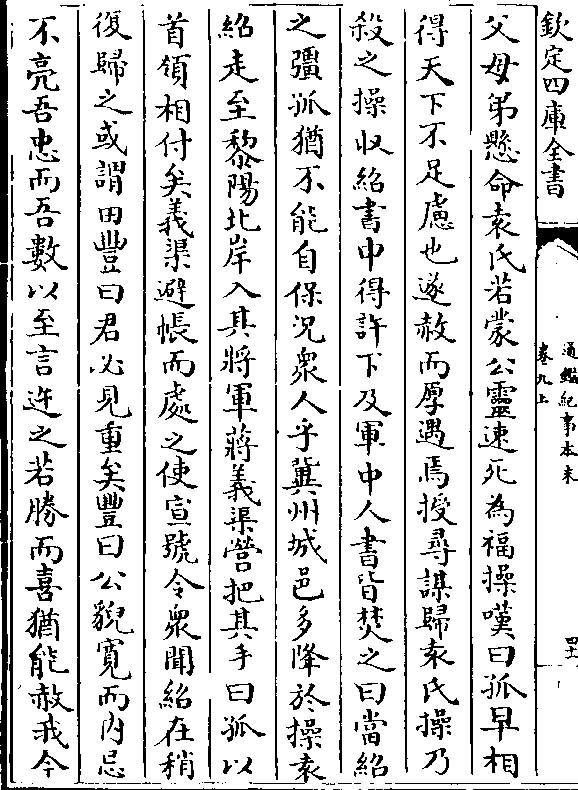 欽定四庫全書
通鑑紀事本末
卷九上
四十一
父母弟懸命袁氏若蒙公靈速死為福操嘆曰孤早相
得天下不足慮也遂赦而厚遇焉授尋謀歸袁氏操乃
殺之操收紹書中得許下及軍中人書皆焚之曰當紹
之彊孤猶不能自保況衆人乎冀州城邑多降於操袁
紹走至黎陽北岸入其將軍蔣義渠營把其手曰孤以
首領相付矣義渠避帳而處之使宣號令衆聞紹在稍
復歸之或謂田豐曰君必見重矣豐曰公貌寛而内忌
不亮吾忠而吾數以至言迕之若勝而喜猶能赦我今